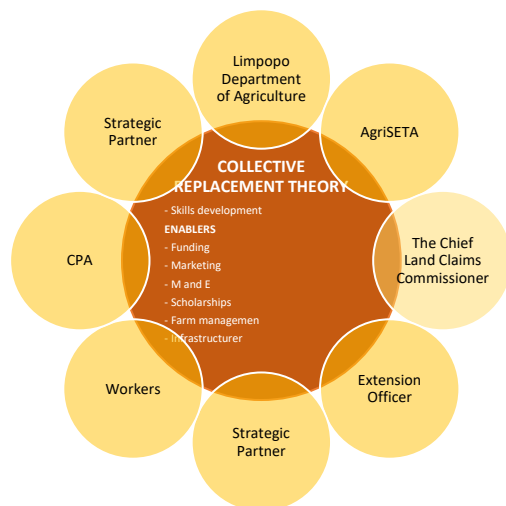 Limpopo
Department
of Agriculture
Strategic
Partner
AgriSETA
COLLECTIVE
REPLACEMENT THEORY
- Skills development
ENABLERS
- Funding
- Marketing
- M and E
- Scholarships
- Farm managemen
- Infrastructurer
CPA
The Chief
Land Claims
Commissioner
Workers
Extension
Officer
Strategic
Partner